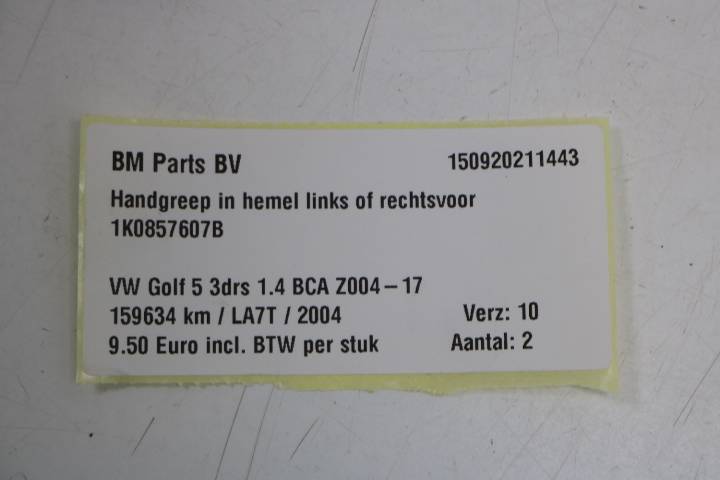 BM Parts BV 150920211443
Handgreep in hemel links of rechtsvoor
1K0857607B
VW Golf 5 3drs 1.4 BCA Z004-17
159634 km / LA7T / 2004 Verz: 10
9.50 Euro incl. BTW per stuk Aantal: 2